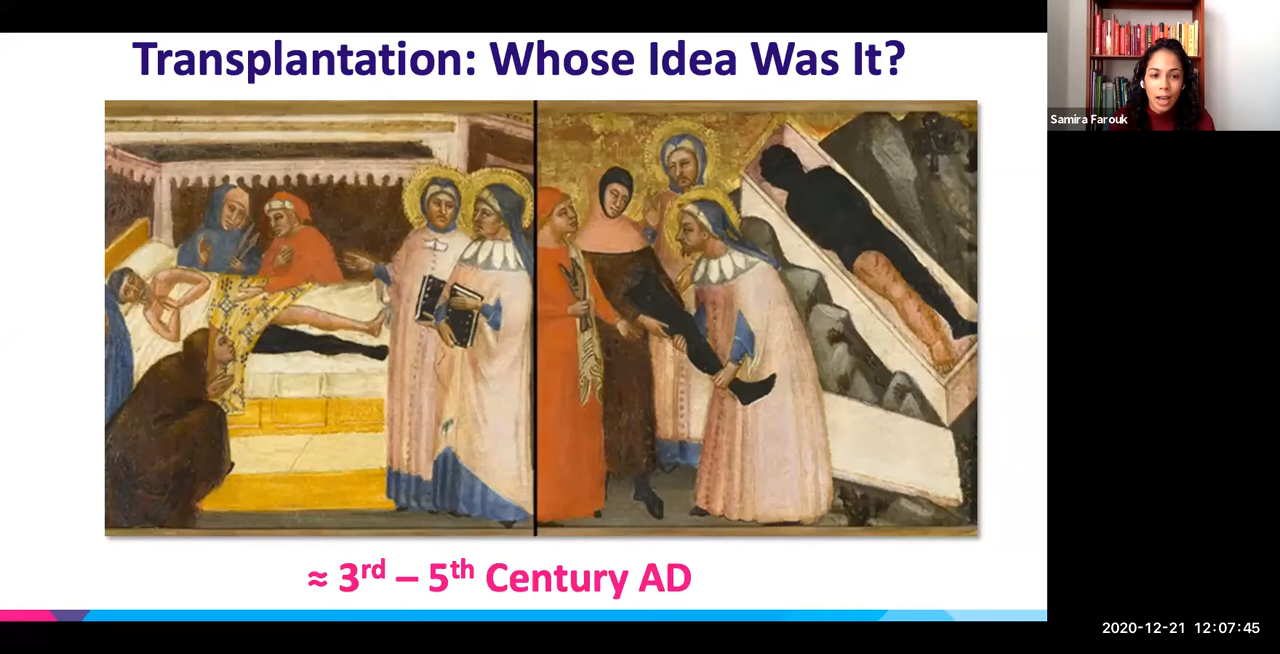 Transplantation: Whose Idea Was It?
Samira Farouk
≈ 3rd – 5th Century AD
2020-12-21 12:07:45